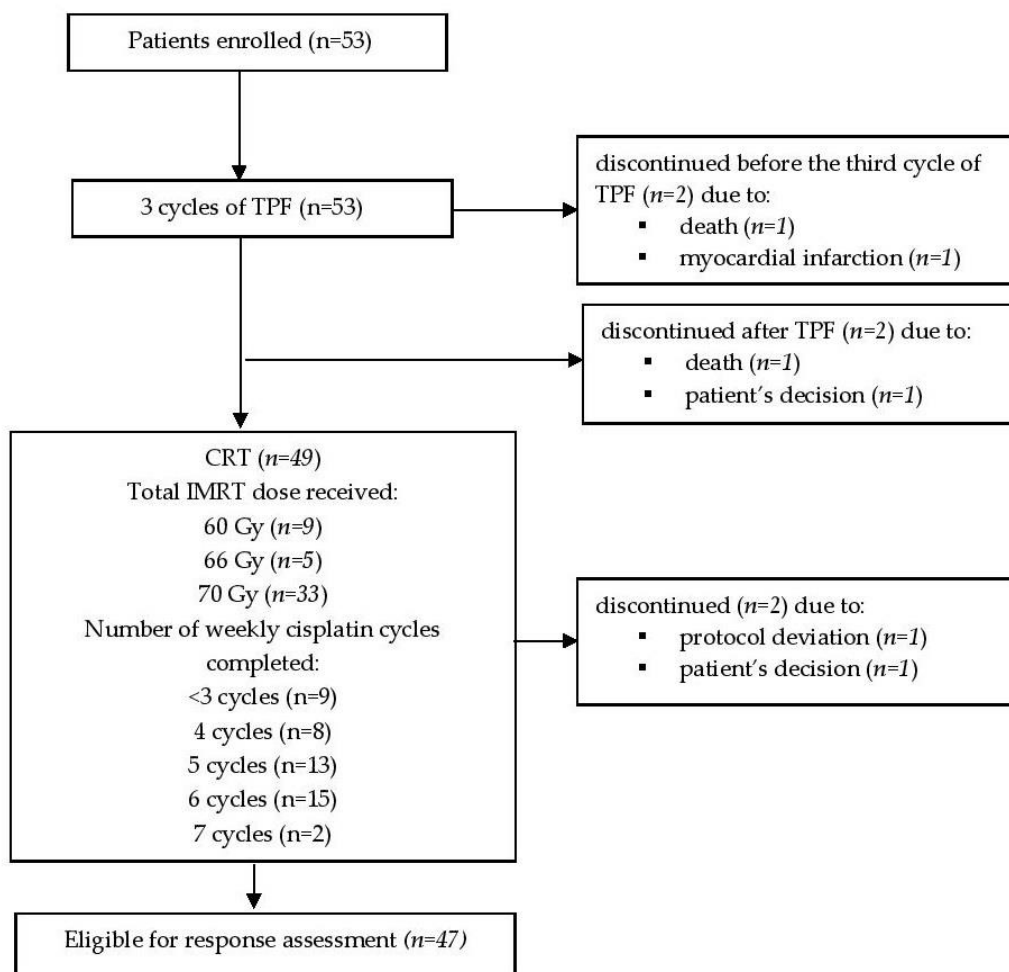 Patients enrolled (n=53)
3 cycles of TPF (n=53)
discontinued before the third cycle of
TPF (n=2) due to:
▪ death (n=1)
▪ myocardial infarction (n=1)
discontinued after TPF (n=2) due to:
▪ death (n=1)
▪ patient’s decision (n=1)
CRT (n=49)
Total IMRT dose received:
60 Gy (n=9)
66 Gy (n=5)
70 Gy (n=33)
Number of weekly cisplatin cycles
completed:
<3 cycles (n=9)
4 cycles (n=8)
5 cycles (n=13)
6 cycles (n=15)
7 cycles (n=2)
discontinued (n=2) due to:
▪ protocol deviation (n=1)
▪ patient’s decision (n=1)
Eligible for response assessment (n=47)